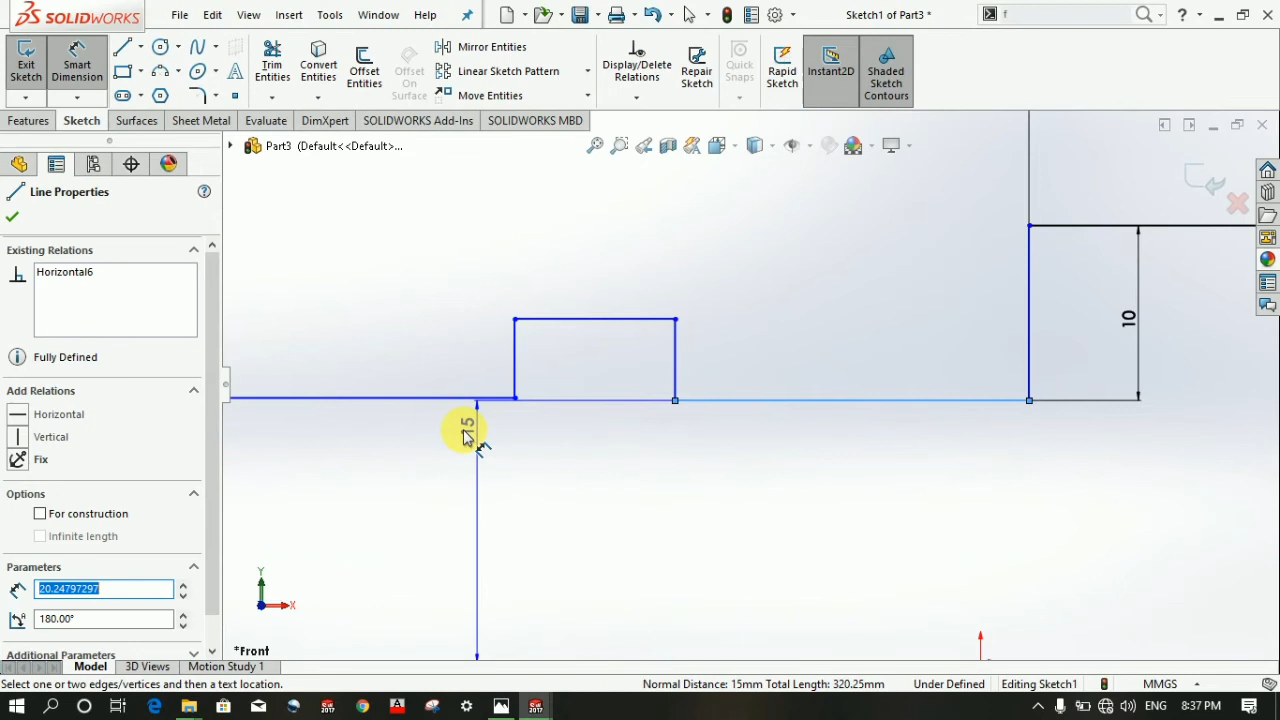 SOLIDWORKS File Edit View Insert Tools Window Help Sketch1 of Part3 * f ?
Exit Sketch
Smart Dimension
Trim Entities
Convert Entities
Offset Entities
Offset On Surface
Mirror Entities
Linear Sketch Pattern
Move Entities
Display/Delete Relations
Repair Sketch
Quick Snaps
Rapid Sketch
Instant2D
Shaded Sketch Contours
Features Sketch Surfaces Sheet Metal Evaluate DimXpert SOLIDWORKS Add-Ins SOLIDWORKS MBD
Part3 (Default<<Default>...
Line Properties
Existing Relations
Horizontal6
Fully Defined
Add Relations
Horizontal
Vertical
Fix
Options
For construction
Infinite length
Parameters
20.24797297
180.00°
Additional Parameters
10
15
Y
X
*Front
Model 3D Views Motion Study 1
Select one or two edges/vertices and then a text location. Normal Distance: 15mm Total Length: 320.25mm Under Defined Editing Sketch1 MMGS
ENG 8:37 PM